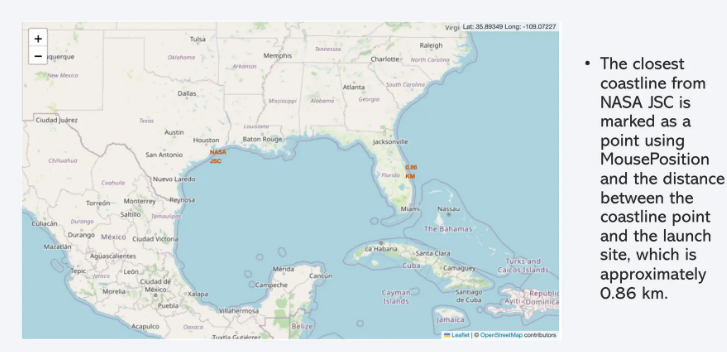 Lat: 35.89349 Long: -109.07227
+
−
Virgi
uquerque
New Mexico
Tulsa
Oklahoma
Arkansas
Memphis
Tennessee
Raleigh
Charlotte
North Carolina
Atlanta
South Carolina
Dallas
Mississippi
Alabama
Georgia
Ciudad Juárez
Texas
Louisiana
Austin
Houston
Baton Rouge
Jacksonville
San Antonio
NASA
JSC
Chihuahua
0.86
KM
Florida
Coahuila
Nuevo Laredo
Torreón
Monterrey
Reynosa
Saltillo
Tamaulipas
Miami
Nassau
Culiacán
Durango
Durango
México
Ciudad Victoria
The Bahamas
Mazatlán
Aguascalientes
La Habana
Santa Clara
Tepic
León
Mérida
Cancún
Cuba
Camagüey
Turks and
Caicos Islands
Jalisco
Ciudad de
México
Campeche
Morelia
Xalapa
Cayman
Islands
Santiago
de Cuba
Republic
Ayiti
Dominica
Puebla
Villahermosa
Acapulco
Oaxaca
Tuxtla Gutiérrez
Belize
Jamaica
Leaflet | © OpenStreetMap contributors
• The closest
coastline from
NASA JSC is
marked as a
point using
MousePosition
and the distance
between the
coastline point
and the launch
site, which is
approximately
0.86 km.